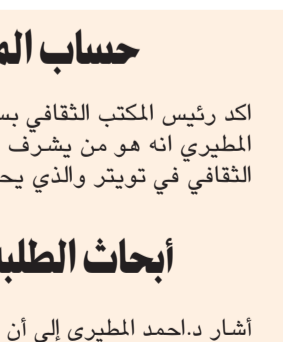 حساب الم
اكد رئيس المكتب الثقافي بس
المطيري انه هو من يشرف
الثقافي في تويتر والذي يح
أبحاث الطلبة
أشار د.احمد المطيري إلى أن